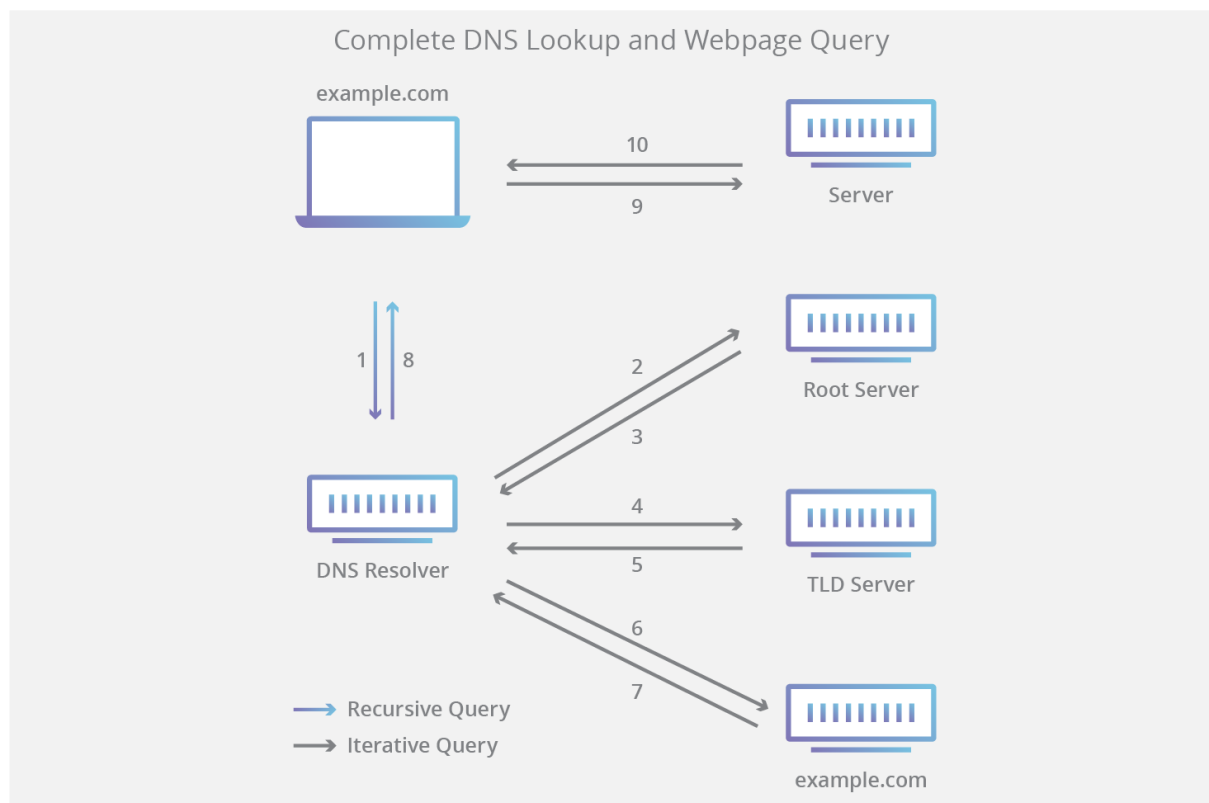 Complete DNS Lookup and Webpage Query
example.com
10
9
Server
1
8
2
3
Root Server
DNS Resolver
4
5
TLD Server
6
7
example.com
Recursive Query
Iterative Query